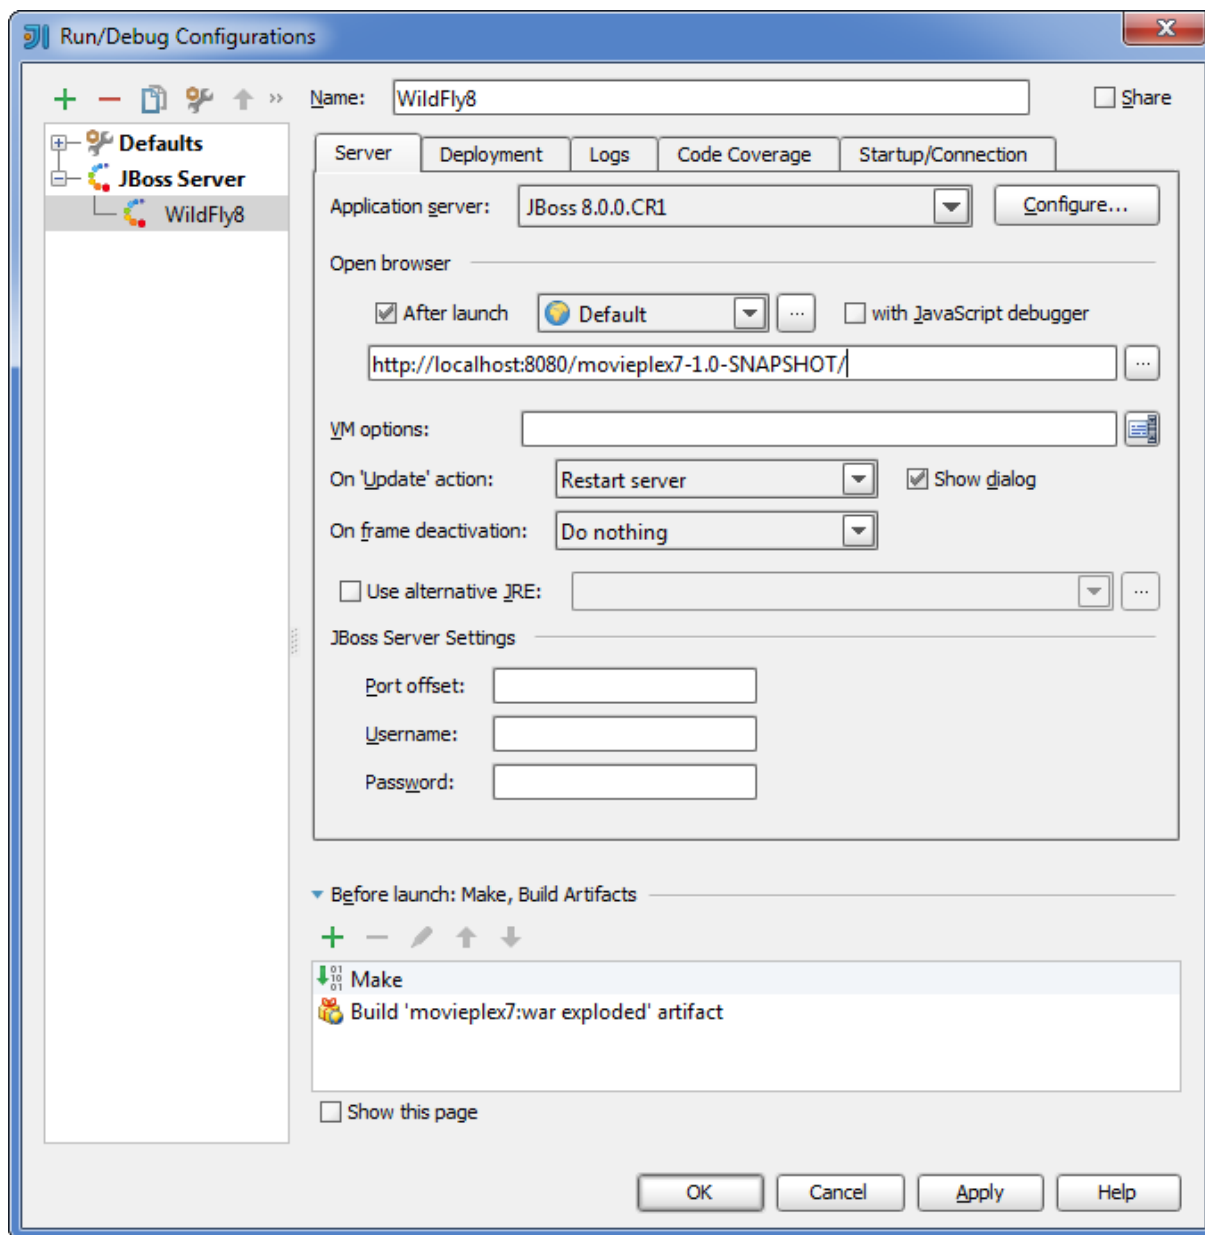 Run/Debug Configurations
Name: WildFly8 Share
Defaults
JBoss Server
WildFly8
Server Deployment Logs Code Coverage Startup/Connection
Application server: JBoss 8.0.0.CR1 Configure...
Open browser
After launch Default ... with JavaScript debugger
http://localhost:8080/movieplex7-1.0-SNAPSHOT/ ...
VM options:
On 'Update' action: Restart server Show dialog
On frame deactivation: Do nothing
Use alternative JRE: ...
JBoss Server Settings
Port offset:
Username:
Password:
Before launch: Make, Build Artifacts
Make
Build 'movieplex7:war exploded' artifact
Show this page
OK Cancel Apply Help